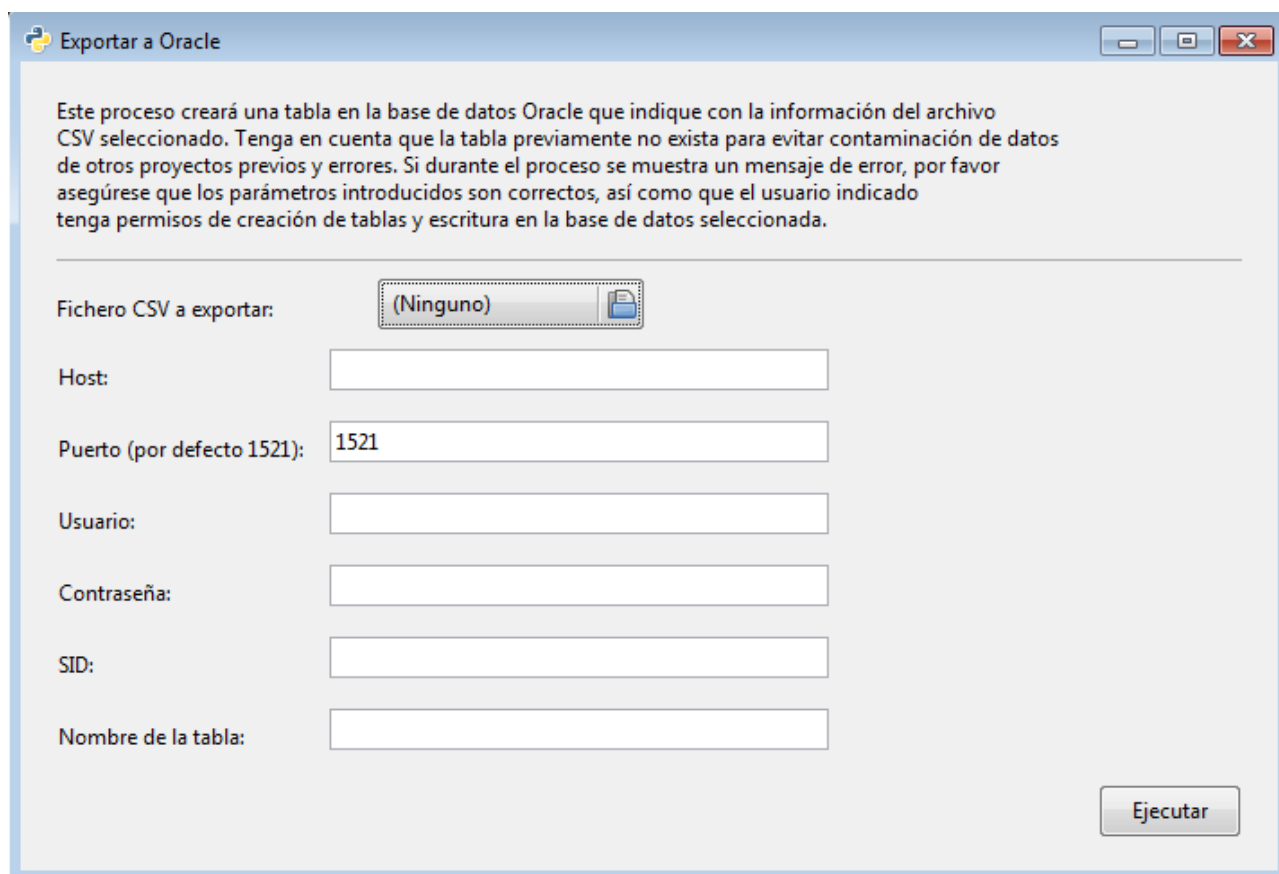 Exportar a Oracle
Este proceso creará una tabla en la base de datos Oracle que indique con la información del archivo
CSV seleccionado. Tenga en cuenta que la tabla previamente no exista para evitar contaminación de datos
de otros proyectos previos y errores. Si durante el proceso se muestra un mensaje de error, por favor
asegúrese que los parámetros introducidos son correctos, así como que el usuario indicado
tenga permisos de creación de tablas y escritura en la base de datos seleccionada.
Fichero CSV a exportar: (Ninguno)
Host:
Puerto (por defecto 1521): 1521
Usuario:
Contraseña:
SID:
Nombre de la tabla:
Ejecutar